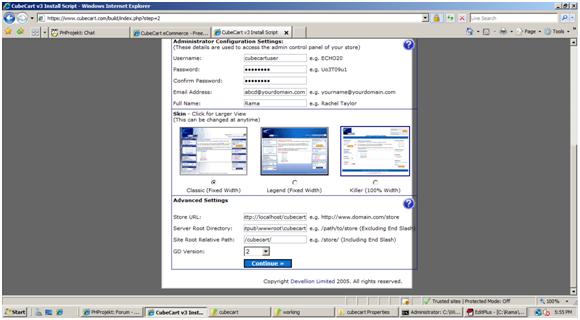 CubeCart v3 Install Script - Windows Internet Explorer
https://www.cubecart.com/build/index.php?step=2
Live Search
PHProjekt: Chat
CubeCart eCommerce - Free...
CubeCart v3 Install Script
Page
Tools
Administrator Configuration Settings:
(These details are used to access the admin control panel of your store)
Username: cubecartuser e.g. ECHO20
Password: e.g. Uo3T09u1
Confirm Password:
Email Address: abcd@yourdomain.com e.g. yourname@yourdomain.com
Full Name: Rama e.g. Rachel Taylor
Skin - Click for Larger View
(This can be changed at anytime)
Classic (Fixed Width) Legend (Fixed Width) Killer (100% Width)
Advanced Settings
Store URL: ttp://localhost/cubecart e.g. http://www.domain.com/store
Server Root Directory: tpub\wwwroot\cubecart e.g. /path/to/store (Excluding End Slash)
Site Root Relative Path: /cubecart/ e.g. /store/ (Including End Slash)
GD Version: 2
Continue »
Copyright Devellion Limited 2005. All rights reserved.
Trusted sites | Protected Mode: Off 100%
Start PHProjekt: Forum - ... CubeCart v3 Inst... cubecart working cubecart Properties Administrator: C:\Wi... EditPlus - [C:\Rama\... 5:55 PM